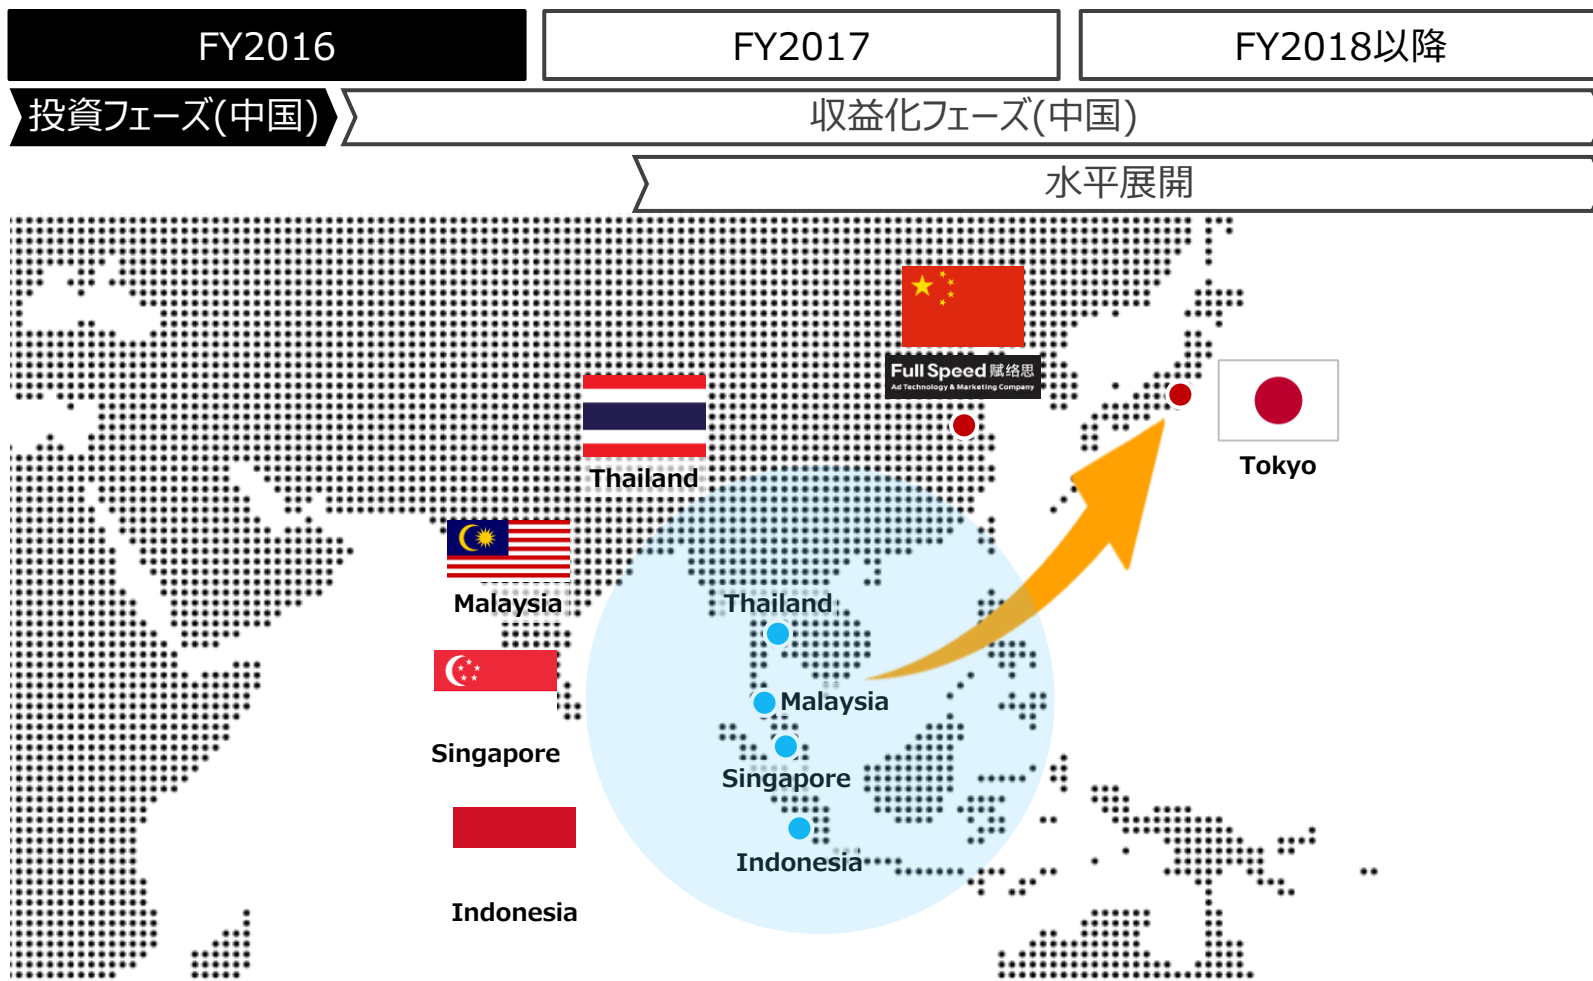 FY2016
FY2017
FY2018以降
投資フェーズ(中国)
収益化フェーズ(中国)
水平展開
Full Speed 赋络思
Ad Technology & Marketing Company
Thailand
Tokyo
Malaysia
Thailand
Malaysia
Singapore
Singapore
Indonesia
Indonesia